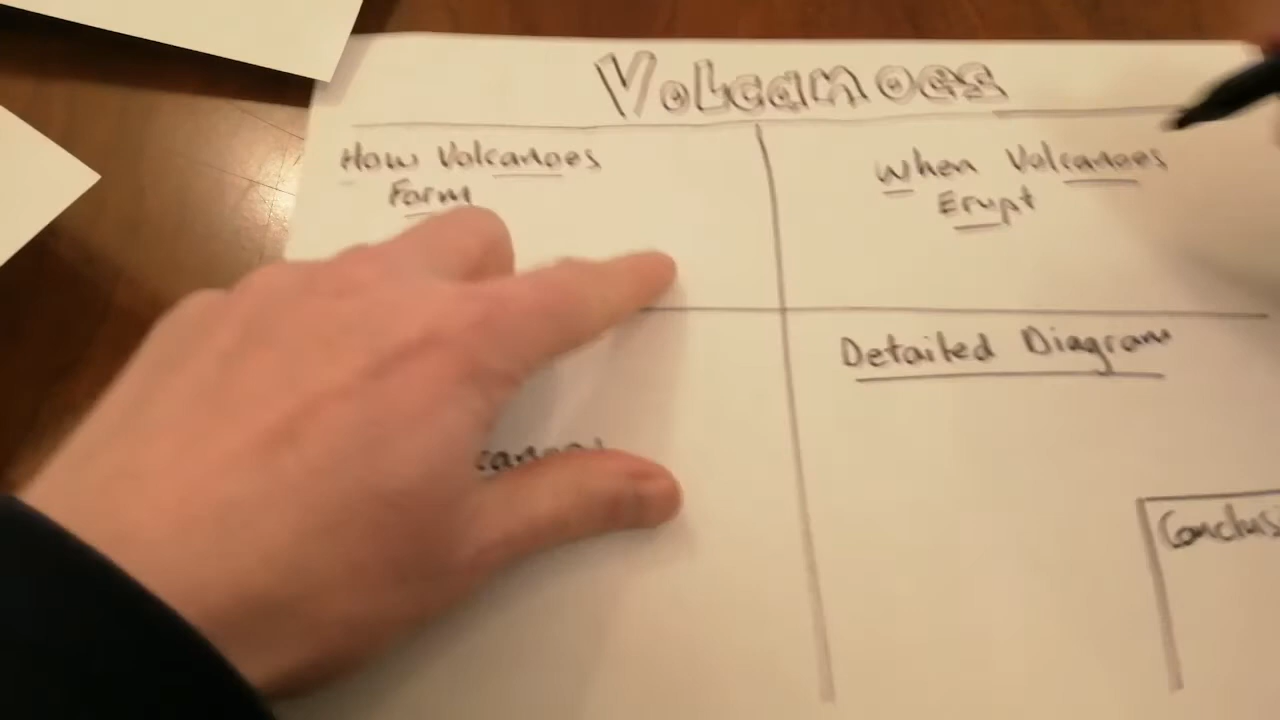 Volcanoes
How Volcanoes
Form
When Volcanoes
Erupt
Detailed Diagram